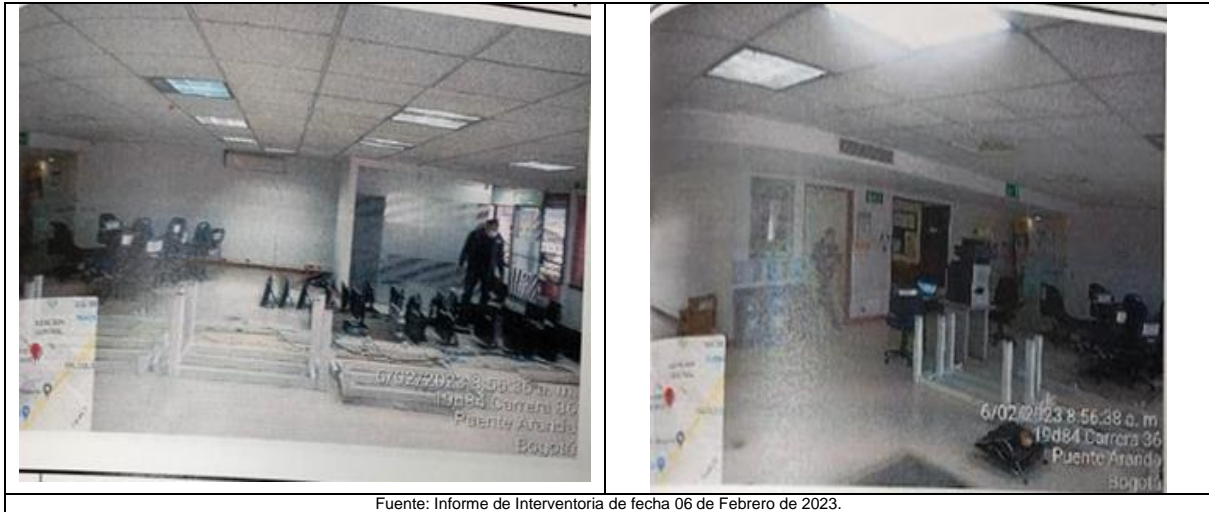 6/02/2023 8:56:36 a. m.
19d84 Carrera 36
Puente Aranda
Bogotá
6/02/2023 8:56:38 a. m
19d84 Carrera 36
Puente Aranda
Bogotá
Fuente: Informe de Interventoria de fecha 06 de Febrero de 2023.